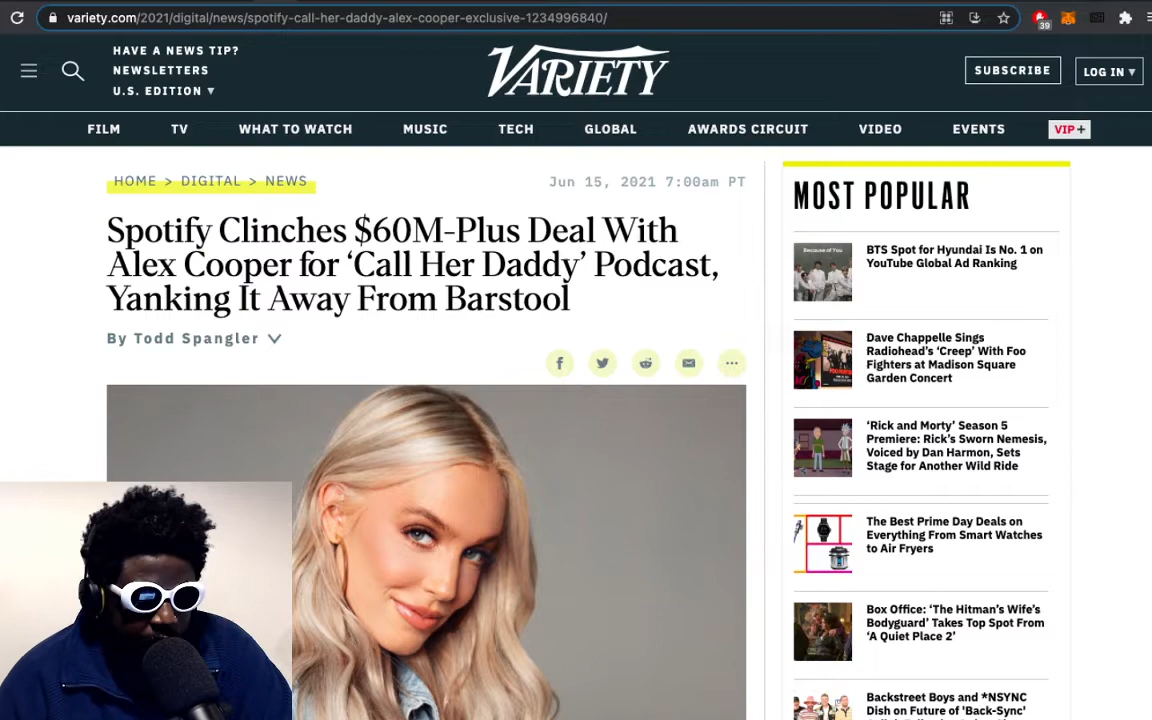 variety.com/2021/digital/news/spotify-call-her-daddy-alex-cooper-exclusive-1234996840/
39
HAVE A NEWS TIP?
NEWSLETTERS
U.S. EDITION ▼
VARIETY
SUBSCRIBE
LOG IN ▼
FILM
TV
WHAT TO WATCH
MUSIC
TECH
GLOBAL
AWARDS CIRCUIT
VIDEO
EVENTS
VIP+
HOME > DIGITAL > NEWS
Jun 15, 2021 7:00am PT
Spotify Clinches $60M-Plus Deal With
Alex Cooper for ‘Call Her Daddy’ Podcast,
Yanking It Away From Barstool
By Todd Spangler
MOST POPULAR
Because of You
BTS Spot for Hyundai Is No. 1 on
YouTube Global Ad Ranking
Dave Chappelle Sings
Radiohead’s ‘Creep’ With Foo
Fighters at Madison Square
Garden Concert
‘Rick and Morty’ Season 5
Premiere: Rick’s Sworn Nemesis,
Voiced by Dan Harmon, Sets
Stage for Another Wild Ride
The Best Prime Day Deals on
Everything From Smart Watches
to Air Fryers
Box Office: ‘The Hitman’s Wife’s
Bodyguard’ Takes Top Spot From
‘A Quiet Place 2’
Backstreet Boys and *NSYNC
Dish on Future of 'Back-Sync'